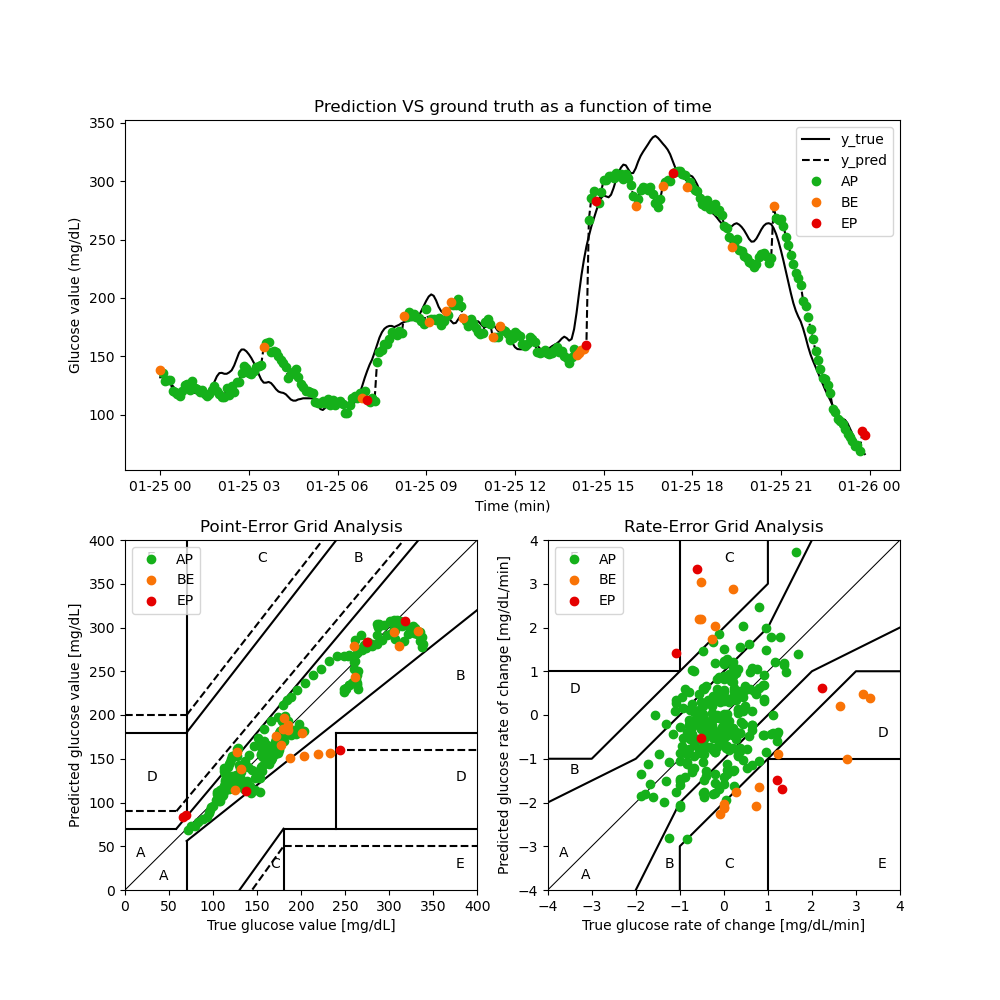 Prediction VS ground truth as a function of time
Glucose value (mg/dL)
350
300
250
200
150
100
y_true
y_pred
AP
BE
EP
01-25 00 01-25 03 01-25 06 01-25 09 01-25 12 01-25 15 01-25 18 01-25 21 01-26 00
Time (min)
Point-Error Grid Analysis
Predicted glucose value [mg/dL]
400
350
300
250
200
150
100
50
0
AP
BE
EP
C
B
B
D
D
A
A
C
E
0 50 100 150 200 250 300 350 400
True glucose value [mg/dL]
Rate-Error Grid Analysis
Predicted glucose rate of change [mg/dL/min]
4
3
2
1
0
−1
−2
−3
−4
AP
BE
EP
C
D
D
B
A
A
B
C
E
−4 −3 −2 −1 0 1 2 3 4
True glucose rate of change [mg/dL/min]